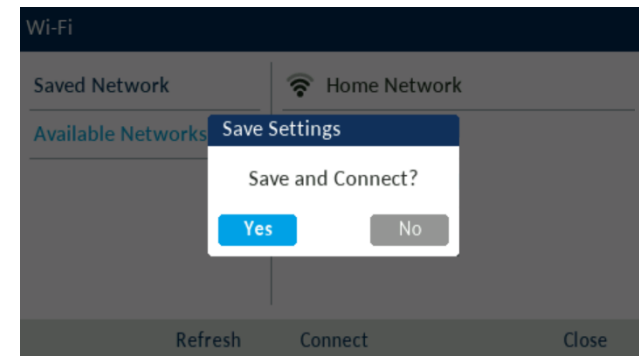 Wi-Fi
Saved Network
Home Network
Available Networks
Save Settings
Save and Connect?
Yes No
Refresh Connect Close